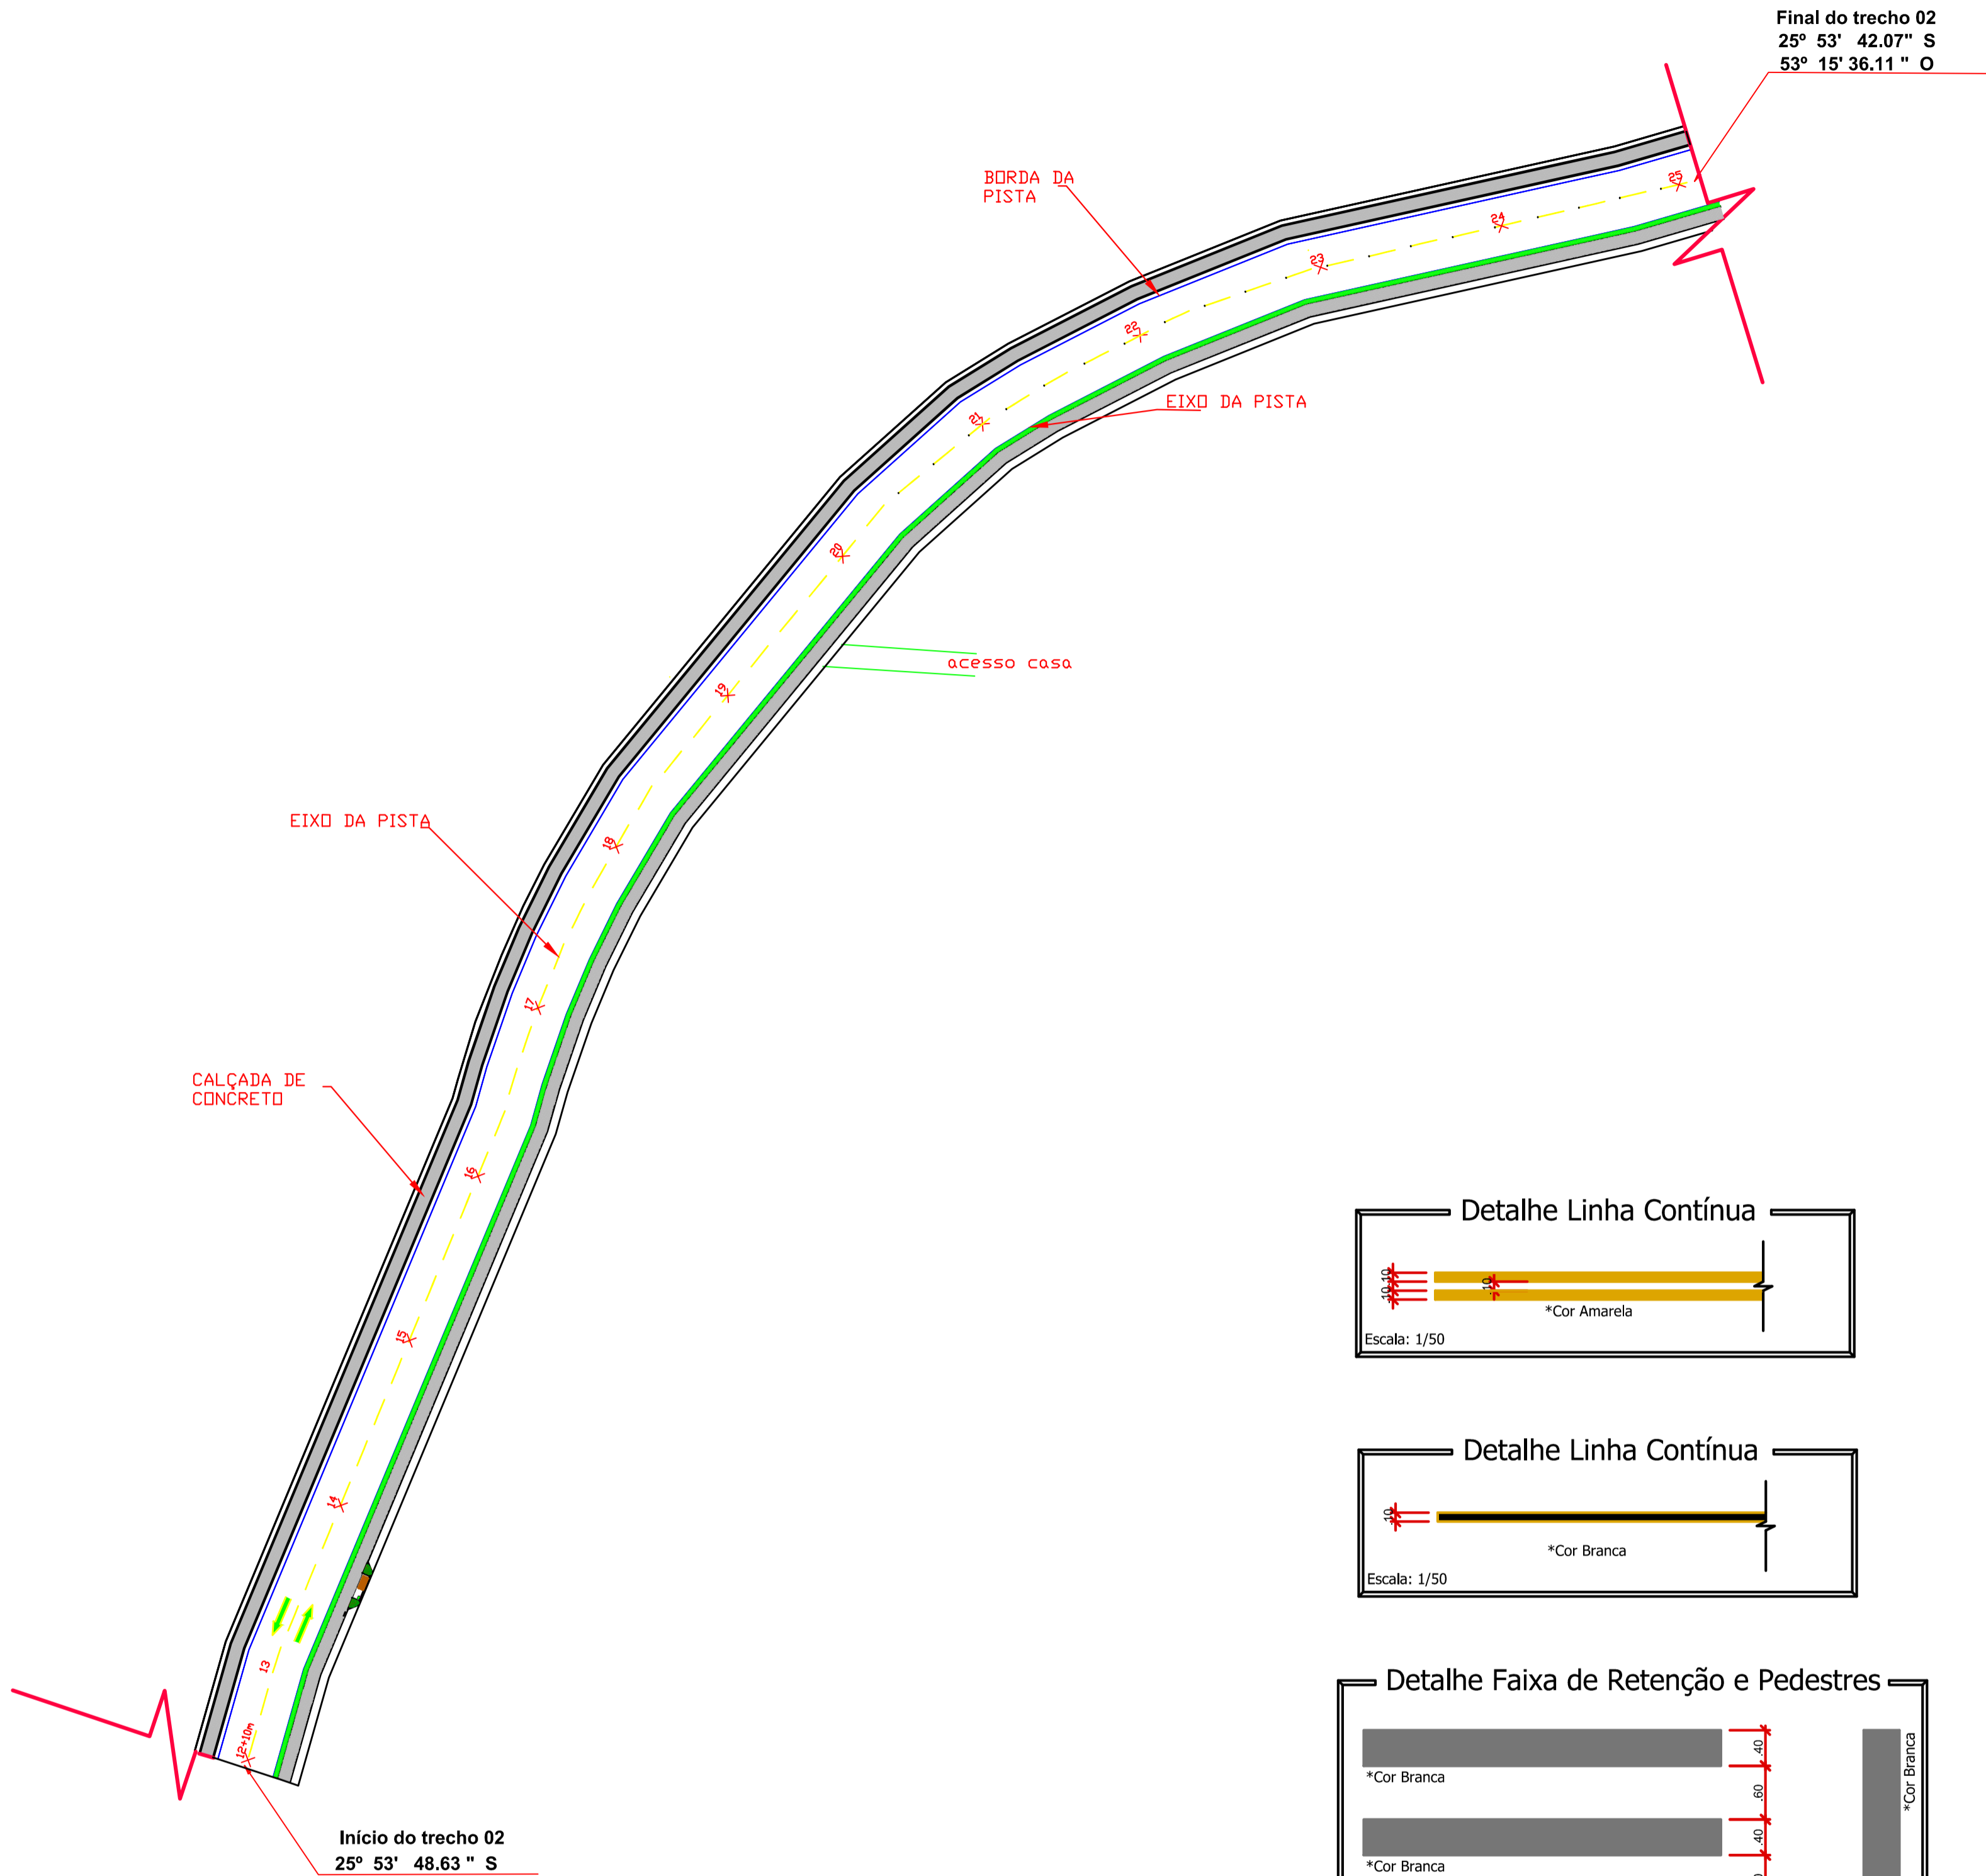 Final do trecho 02
25º 53' 42.07" S
53º 15' 36.11 " O
BORDA DA
PISTA
25
24
23
22
21
EIXO DA PISTA
20
acesso casa
19
EIXO DA PISTA
18
17
CALÇADA DE
CONCRETO
16
15
14
13
12+10m
Início do trecho 02
25º 53' 48.63 " S
Detalhe Linha Contínua
.10
.10
.10
*Cor Amarela
Escala: 1/50
Detalhe Linha Contínua
.10
*Cor Branca
Escala: 1/50
Detalhe Faixa de Retenção e Pedestres
.40
*Cor Branca
*Cor Branca
.60
.40
*Cor Branca